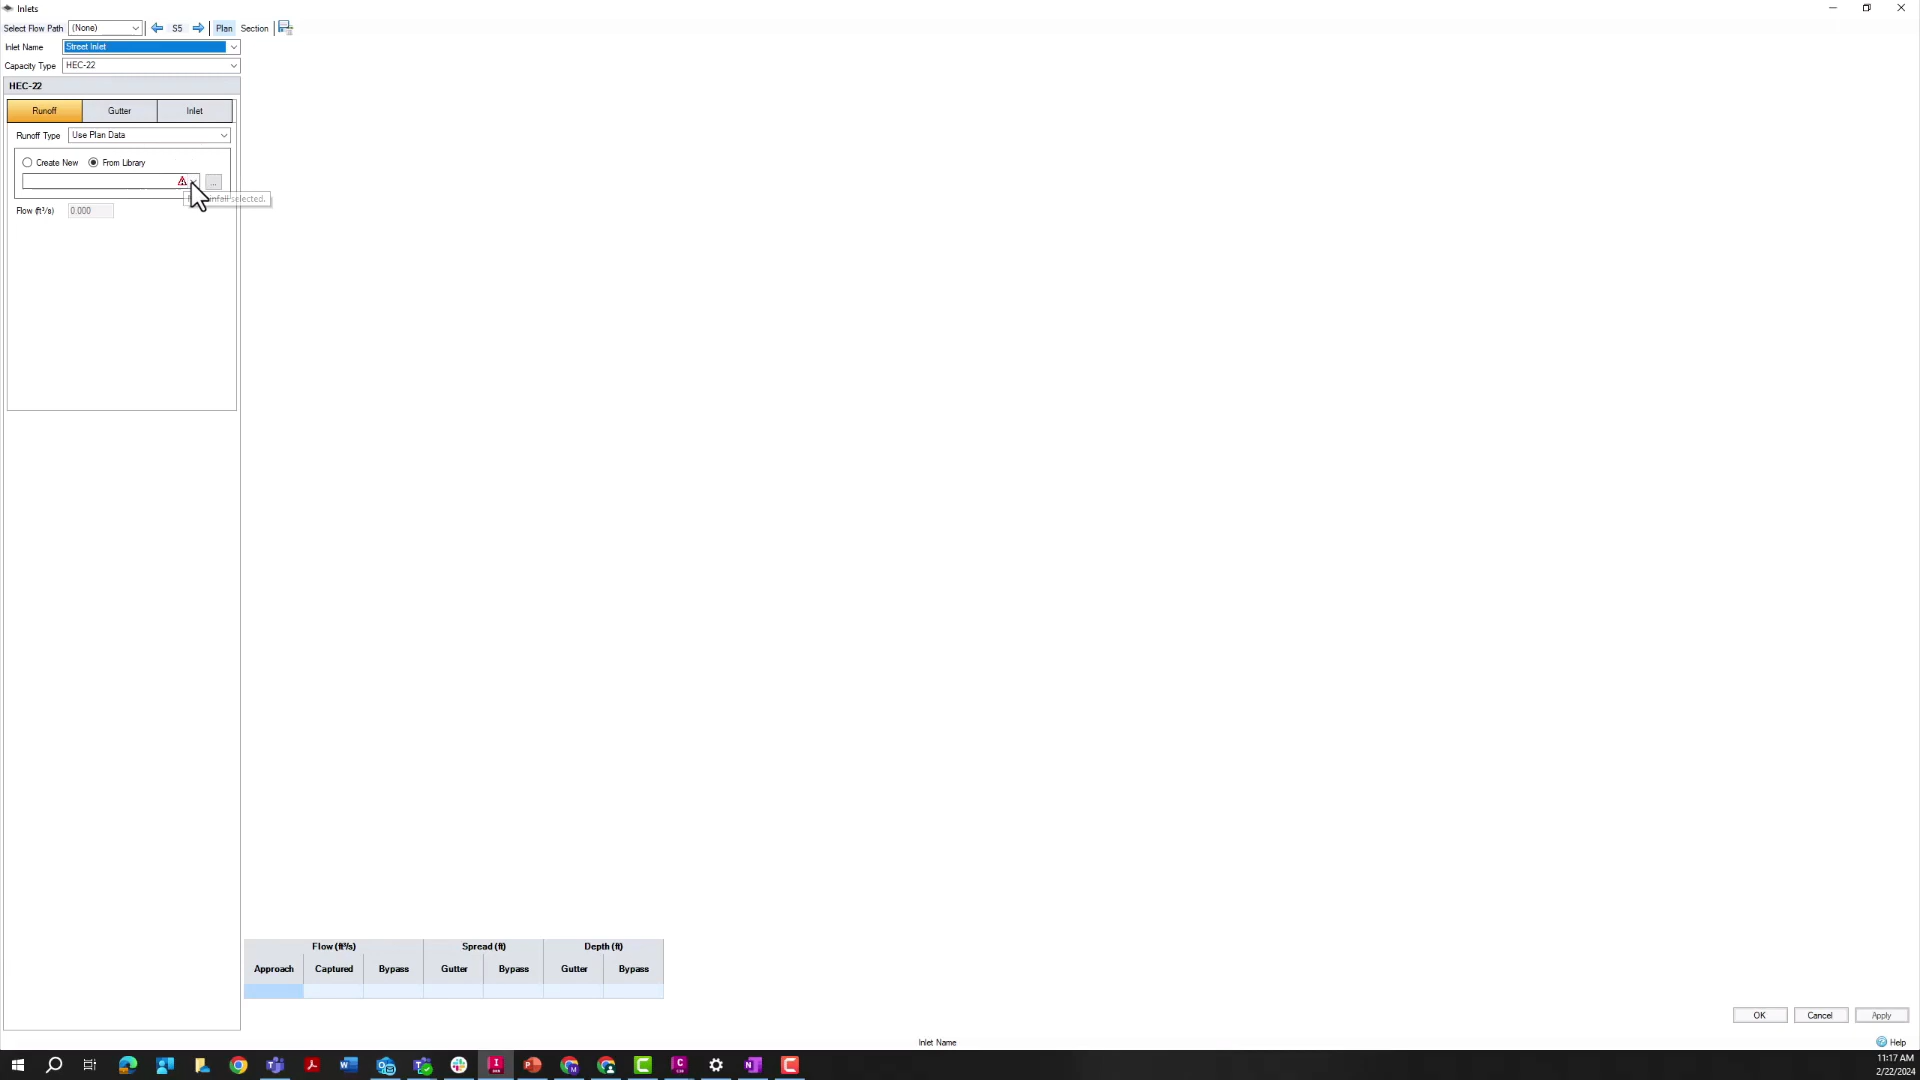 Inlets
Select Flow Path (None) S5 Plan Section
Inlet Name Street Inlet
Capacity Type HEC-22
HEC-22
Runoff Gutter Inlet
Runoff Type Use Plan Data
Create New From Library
...
selected.
Flow (ft³/s) 0.000
Flow (ft³/s) Spread (ft) Depth (ft)
Approach Captured Bypass Gutter Bypass Gutter Bypass
OK Cancel Apply
Inlet Name
Help
11:17 AM
2/22/2024